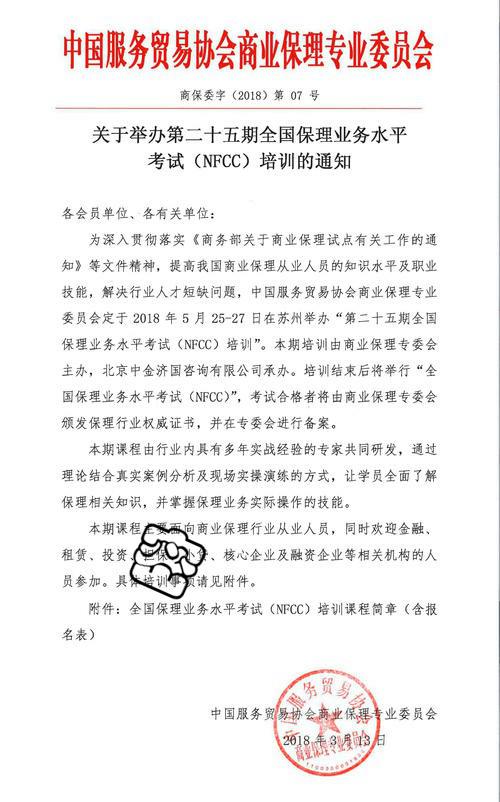 中国服务贸易协会商业保理专业委员会
商保委字（2018）第 07 号
关于举办第二十五期全国保理业务水平
考试（NFCC）培训的通知
各会员单位、各有关单位：
为深入贯彻落实《商务部关于商业保理试点有关工作的通
知》等文件精神，提高我国商业保理从业人员的知识水平及职业
技能，解决行业人才短缺问题，中国服务贸易协会商业保理专业
委员会定于 2018 年 5 月 25-27 日在苏州举办“第二十五期全国
保理业务水平考试（NFCC）培训”。本期培训由商业保理专委会
主办，北京中金济国咨询有限公司承办。培训结束后将举行“全
国保理业务水平考试（NFCC）”，考试合格者将由商业保理专委会
颁发保理行业权威证书，并在专委会进行备案。
本期课程由行业内具有多年实战经验的专家共同研发，通过
理论结合真实案例分析及现场实操演练的方式，让学员全面了解
保理相关知识，并掌握保理业务实际操作的技能。
本期课程主要面向商业保理行业从业人员，同时欢迎金融、
租赁、投资、担保、小贷、核心企业及融资企业等相关机构的人
员参加。具体培训事项请见附件。
附件：全国保理业务水平考试（NFCC）培训课程简章（含报
名表）
中国服务贸易协会商业保理专业委员会
2018 年 3 月 13 日
中国服务贸易协会
商业保理专业委员会